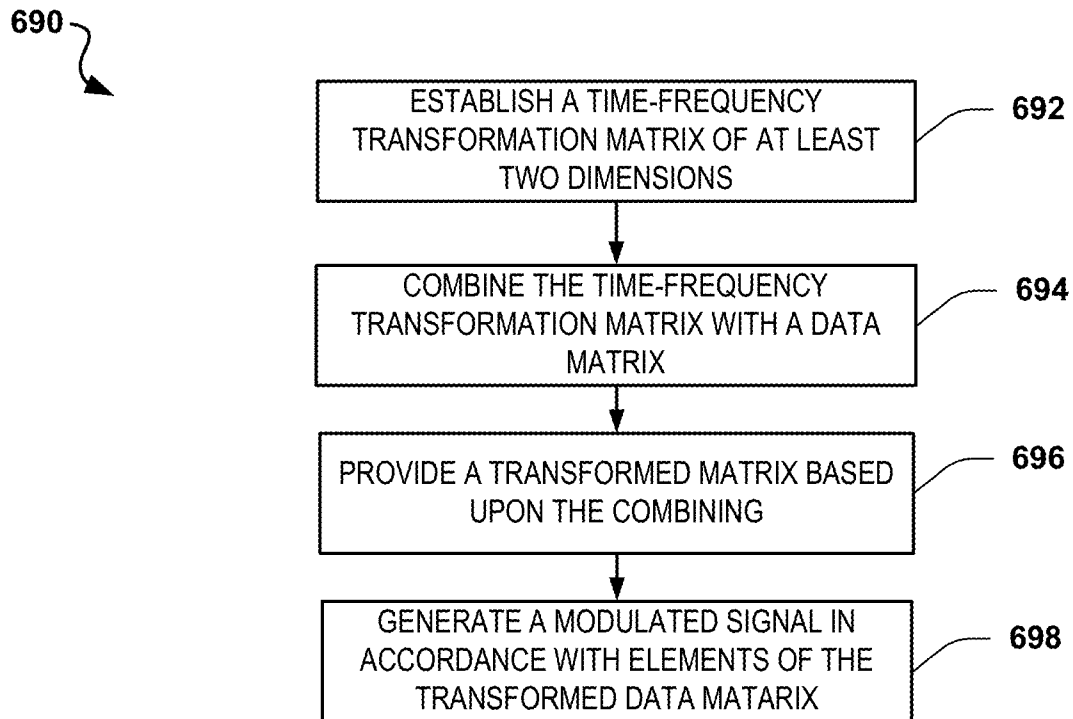 690
ESTABLISH A TIME-FREQUENCY
TRANSFORMATION MATRIX OF AT LEAST
TWO DIMENSIONS
692
COMBINE THE TIME-FREQUENCY
TRANSFORMATION MATRIX WITH A DATA
MATRIX
694
PROVIDE A TRANSFORMED MATRIX BASED
UPON THE COMBINING
696
GENERATE A MODULATED SIGNAL IN
ACCORDANCE WITH ELEMENTS OF THE
TRANSFORMED DATA MATARIX
698